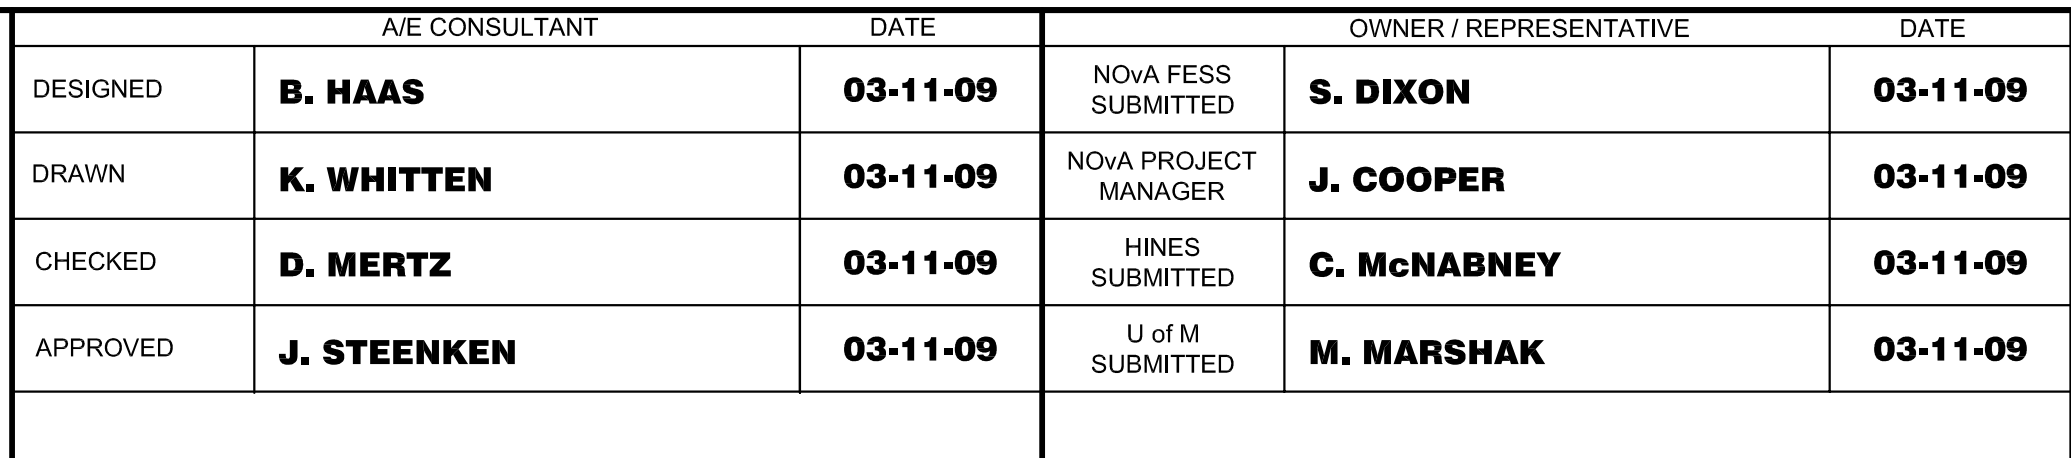 A/E CONSULTANT DATE OWNER / REPRESENTATIVE DATE
DESIGNED B. HAAS 03-11-09 NOvA FESS SUBMITTED S. DIXON 03-11-09
DRAWN K. WHITTEN 03-11-09 NOvA PROJECT MANAGER J. COOPER 03-11-09
CHECKED D. MERTZ 03-11-09 HINES SUBMITTED C. McNABNEY 03-11-09
APPROVED J. STEENKEN 03-11-09 U of M SUBMITTED M. MARSHAK 03-11-09